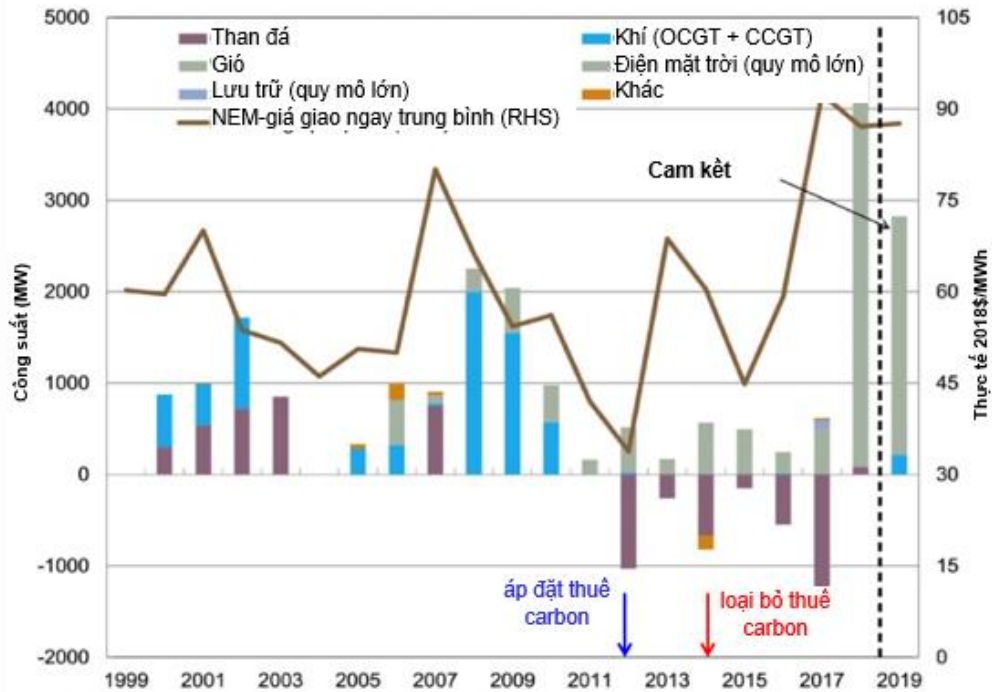 5000
4000
3000
2000
1000
0
-1000
-2000
Công suất (MW)
Than đá
Khí (OCGT + CCGT)
Gió
Điện mặt trời (quy mô lớn)
Lưu trữ (quy mô lớn)
Khác
NEM-giá giao ngay trung bình (RHS)
Cam kết
áp đặt thuê
carbon
loại bỏ thuê
carbon
105
90
75
60
45
30
15
0
Thực té 2018$/MWh
1999 2001 2003 2005 2007 2009 2011 2013 2015 2017 2019